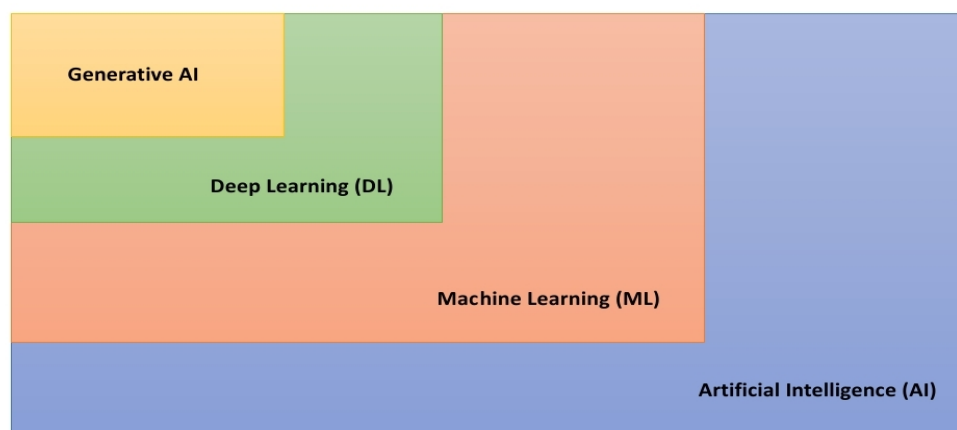 Generative AI
Deep Learning (DL)
Machine Learning (ML)
Artificial Intelligence (AI)